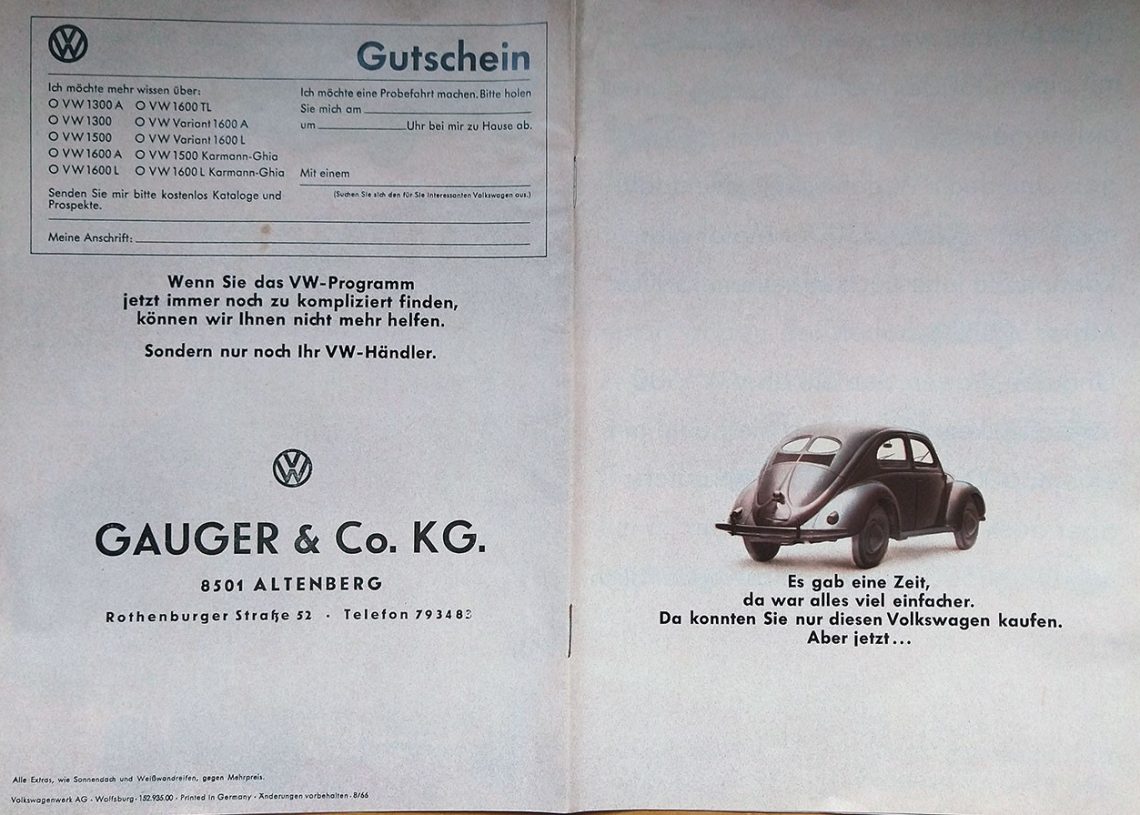 Gutschein
Ich möchte mehr wissen über:
O VW 1300 A O VW 1600 TL
O VW 1300 O VW Variant 1600 A
O VW 1500 O VW Variant 1600 L
O VW 1600 A O VW 1500 Karmann-Ghia
O VW 1600 L O VW 1600 L Karmann-Ghia
Senden Sie mir bitte kostenlos Kataloge und
Prospekte.
Ich möchte eine Probefahrt machen. Bitte holen
Sie mich am
um Uhr bei mir zu Hause ab.
Mit einem
(Suchen Sie sich den für Sie interessanten Volkswagen aus.)
Meine Anschrift:
Wenn Sie das VW-Programm
jetzt immer noch zu kompliziert finden,
können wir Ihnen nicht mehr helfen.
Sondern nur noch Ihr VW-Händler.
GAUGER & Co. KG.
8501 ALTENBERG
Rothenburger Straße 52 · Telefon 793483
Alle Extras, wie Sonnendach und Weißwandreifen, gegen Mehrpreis.
Volkswagenwerk AG · Wolfsburg · 152.935.00 · Printed in Germany · Änderungen vorbehalten · 8/66
Es gab eine Zeit,
da war alles viel einfacher.
Da konnten Sie nur diesen Volkswagen kaufen.
Aber jetzt...